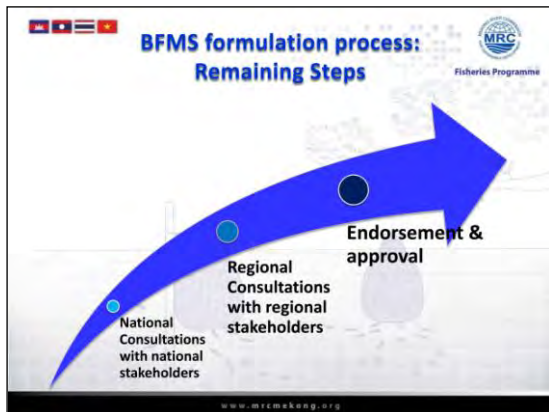 BFMS formulation process:
Remaining Steps
MRC
Fisheries Programme
Endorsement &
approval
Regional
Consultations
with regional
stakeholders
National
Consultations
with national
stakeholders
www.mrcmekong.org